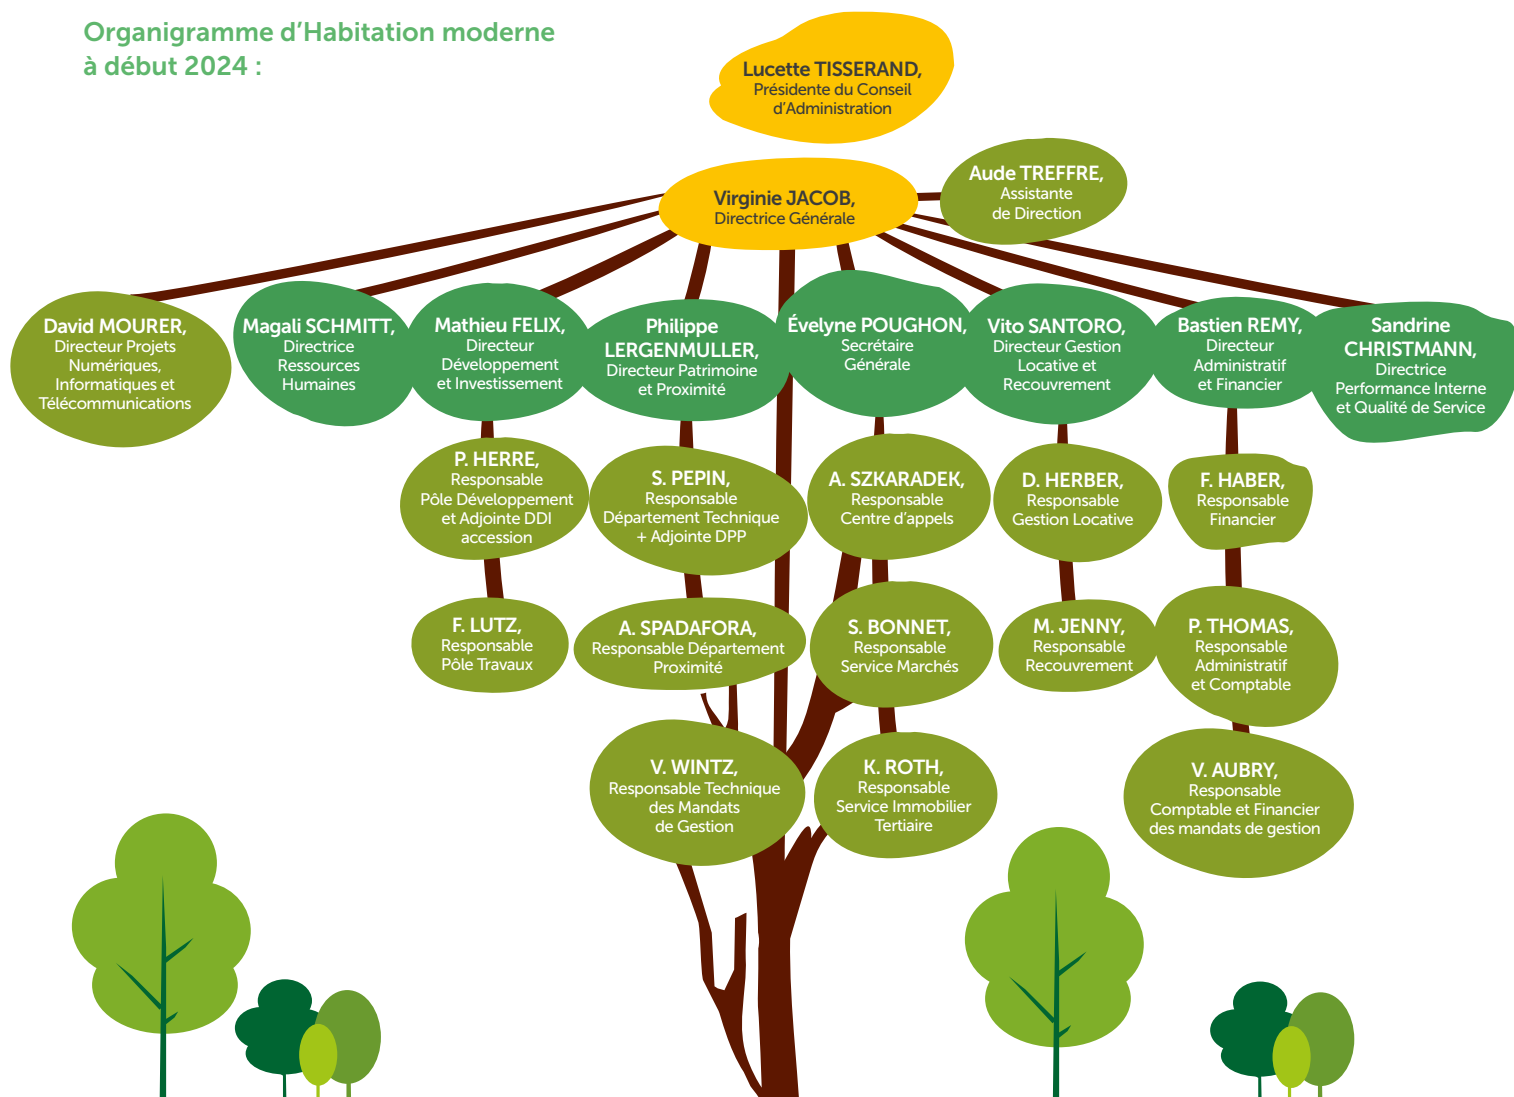 Organigramme d’Habitation moderne
à début 2024 :
Lucette TISSERAND,
Présidente du Conseil
d’Administration
Virginie JACOB,
Directrice Générale
Aude TREFFRE,
Assistante
de Direction
David MOURER,
Directeur Projets
Numériques,
Informatiques et
Télécommunications
Magali SCHMITT,
Directrice
Ressources
Humaines
Mathieu FELIX,
Directeur
Développement
et Investissement
Philippe
LERGENMULLER,
Directeur Patrimoine
et Proximité
Évelyne POUGHON,
Secrétaire
Générale
Vito SANTORO,
Directeur Gestion
Locative et
Recouvrement
Bastien REMY,
Directeur
Administratif
et Financier
Sandrine
CHRISTMANN,
Directrice
Performance Interne
et Qualité de Service
P. HERRE,
Responsable
Pôle Développement
et Adjointe DDI
accession
S. PEPIN,
Responsable
Département Technique
+ Adjointe DPP
A. SZKARADEK,
Responsable
Centre d’appels
D. HERBER,
Responsable
Gestion Locative
F. HABER,
Responsable
Financier
F. LUTZ,
Responsable
Pôle Travaux
A. SPADAFORA,
Responsable Département
Proximité
S. BONNET,
Responsable
Service Marchés
M. JENNY,
Responsable
Recouvrement
P. THOMAS,
Responsable
Administratif
et Comptable
V. WINTZ,
Responsable Technique
des Mandats
de Gestion
K. ROTH,
Responsable
Service Immobilier
Tertiaire
V. AUBRY,
Responsable
Comptable et Financier
des mandats de gestion